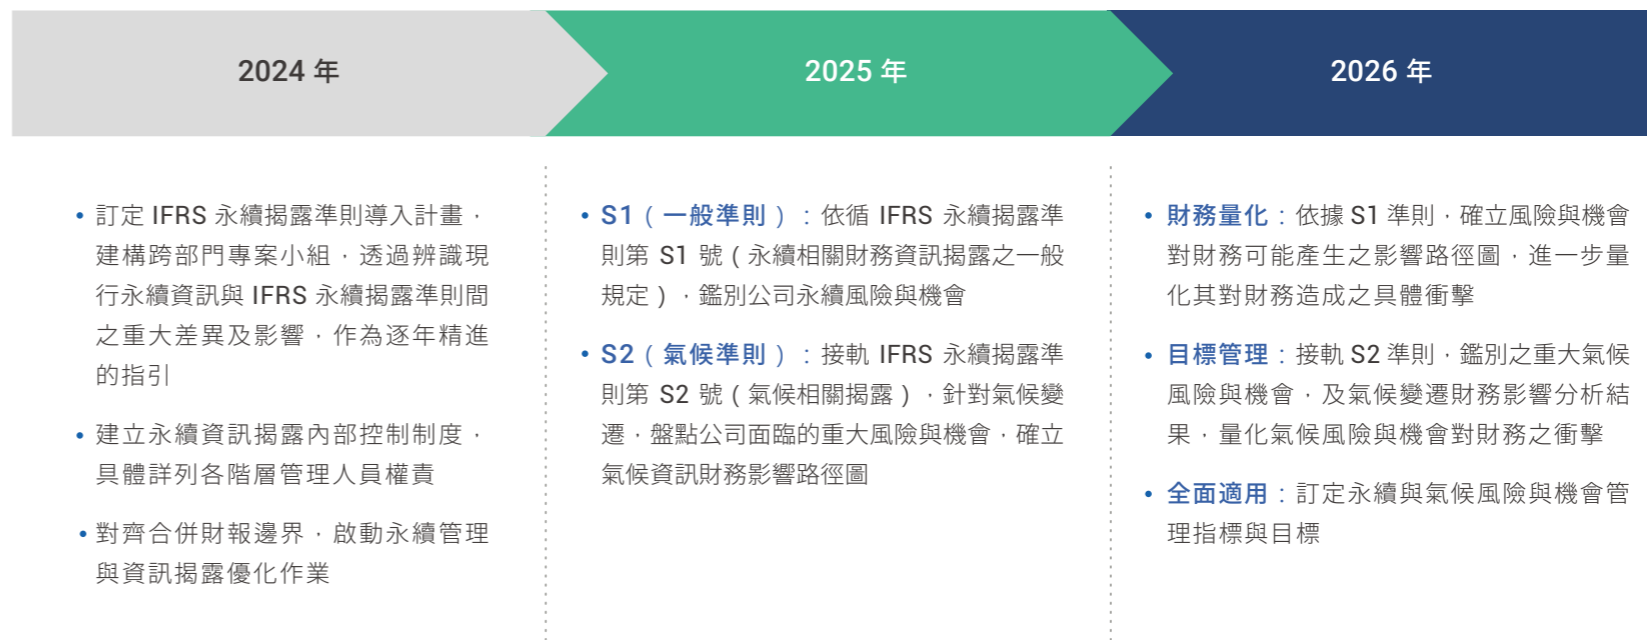 2024 年
2025 年
2026 年
• 訂定 IFRS 永續揭露準則導入計畫，
建構跨部門專案小組，透過辨識現
行永續資訊與 IFRS 永續揭露準則間
之重大差異及影響，作為逐年精進
的指引
• 建立永續資訊揭露內部控制制度，
具體詳列各階層管理人員權責
• 對齊合併財報邊界，啟動永續管理
與資訊揭露優化作業
• S1（一般準則）：依循 IFRS 永續揭露準
則第 S1 號（永續相關財務資訊揭露之一般
規定），鑑別公司永續風險與機會
• S2（氣候準則）：接軌 IFRS 永續揭露準
則第 S2 號（氣候相關揭露），針對氣候變
遷，盤點公司面臨的重大風險與機會，確立
氣候資訊財務影響路徑圖
• 財務量化：依據 S1 準則，確立風險與機會
對財務可能產生之影響路徑圖，進一步量
化其對財務造成之具體衝擊
• 目標管理：接軌 S2 準則，鑑別之重大氣候
風險與機會，及氣候變遷財務影響分析結
果，量化氣候風險與機會對財務之衝擊
• 全面適用：訂定永續與氣候風險與機會管
理指標與目標